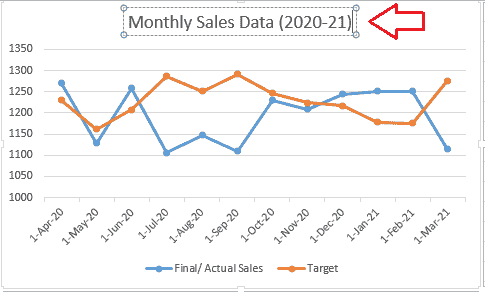 Monthly Sales Data (2020-21)
1350
1300
1250
1200
1150
1100
1050
1000
1-Apr-20
1-May-20
1-Jun-20
1-Jul-20
1-Aug-20
1-Sep-20
1-Oct-20
1-Nov-20
1-Dec-20
1-Jan-21
1-Feb-21
1-Mar-21
Final/ Actual Sales
Target